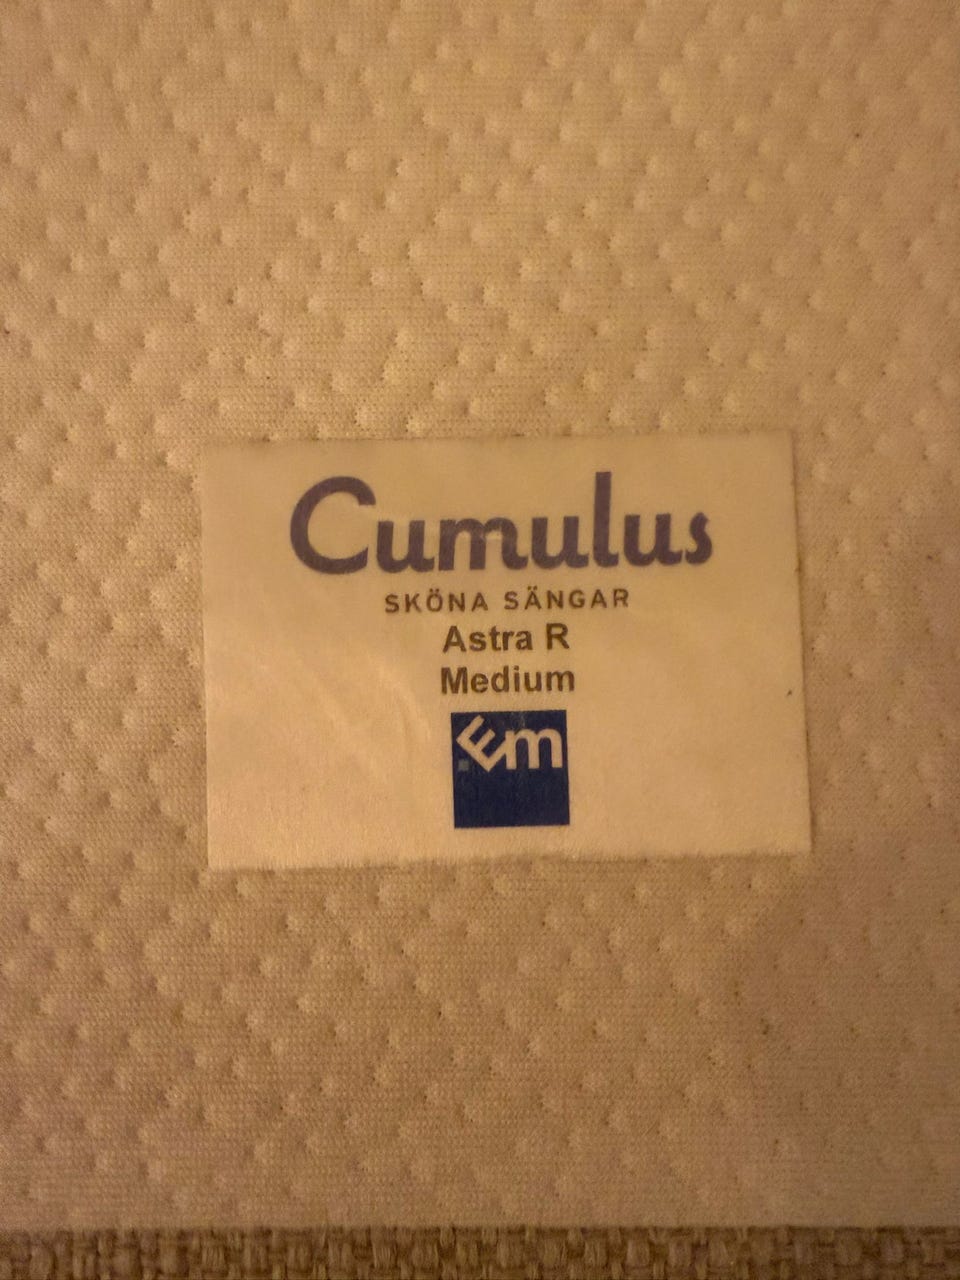 Cumulus
SKÖNA SÄNGAR
Astra R
Medium
Em